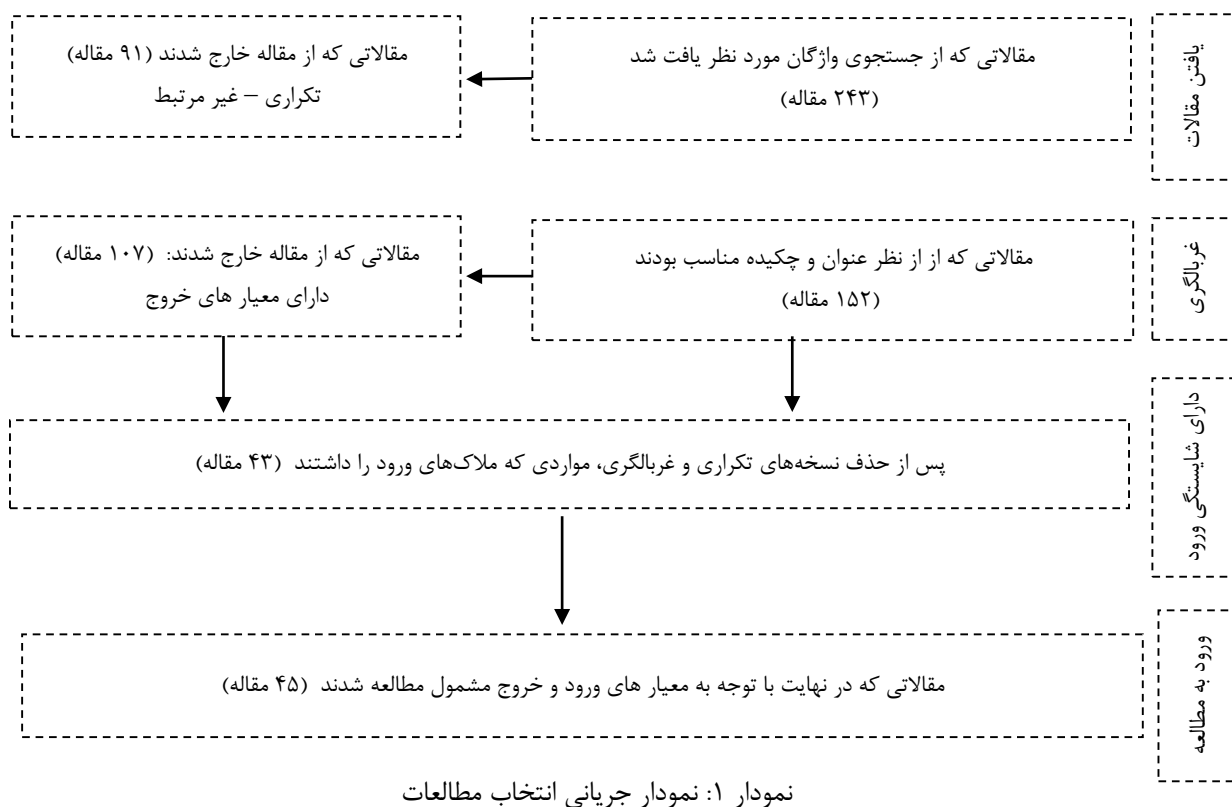 یافتن مقالات
مقالاتی که از جستجوی واژگان مورد نظر یافت شد
(۲۴۳ مقاله)
مقالاتی که از مقاله خارج شدند (۹۱ مقاله)
تکراری – غیر مرتبط
غربالگری
مقالاتی که از از نظر عنوان و چکیده مناسب بودند
(۱۵۲ مقاله)
مقالاتی که از مقاله خارج شدند: (۱۰۷ مقاله)
دارای معیار های خروج
دارای شایستگی ورود
پس از حذف نسخه‌های تکراری و غربالگری، مواردی که ملاک‌های ورود را داشتند (۴۳ مقاله)
ورود به مطالعه
مقالاتی که در نهایت با توجه به معیار های ورود و خروج مشمول مطالعه شدند (۴۵ مقاله)
نمودار ۱: نمودار جریانی انتخاب مطالعات